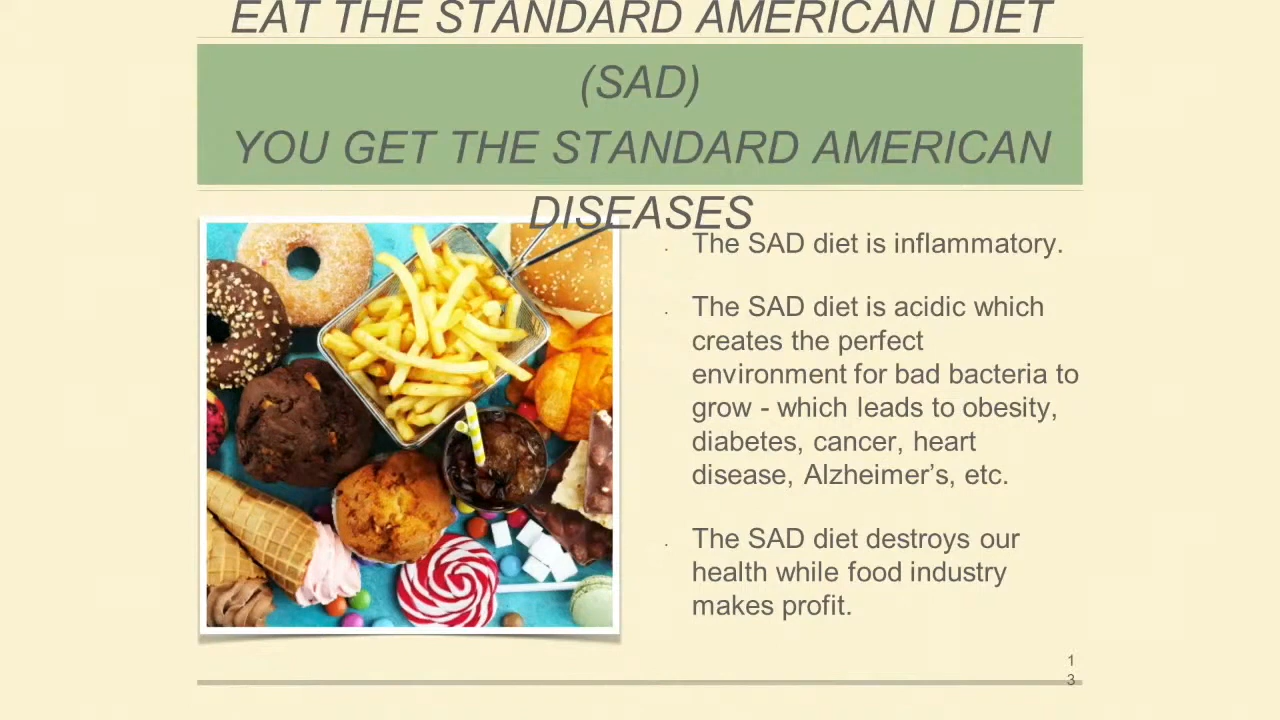 EAT THE STANDARD AMERICAN DIET
(SAD)
YOU GET THE STANDARD AMERICAN
DISEASES
· The SAD diet is inflammatory.
· The SAD diet is acidic which
creates the perfect
environment for bad bacteria to
grow - which leads to obesity,
diabetes, cancer, heart
disease, Alzheimer’s, etc.
· The SAD diet destroys our
health while food industry
makes profit.
1
3